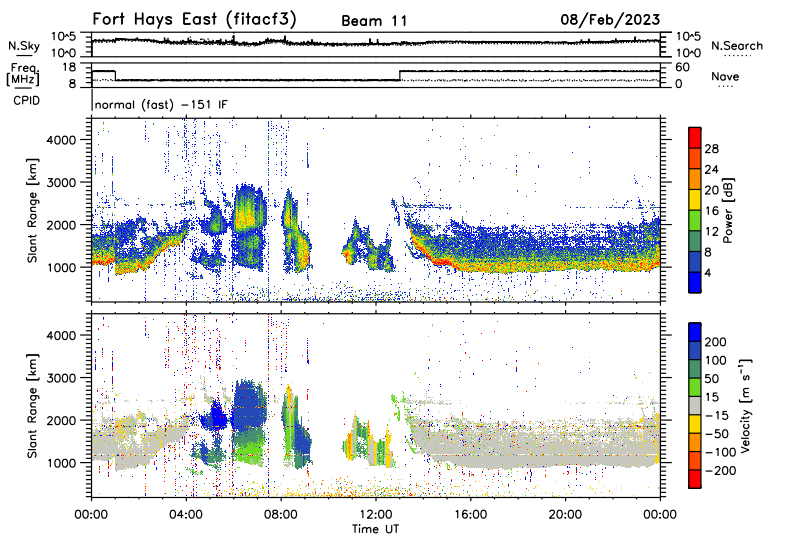 Fort Hays East (fitacf3) Beam 11 08/Feb/2023
N.Sky 10^5 10^0 10^5 10^0 N.Search
Freq. [MHz] 18 8 60 0 Nave
CPID normal (fast) -151 IF
Slant Range [km] 4000 3000 2000 1000
28 24 20 16 12 8 4 Power [dB]
Slant Range [km] 4000 3000 2000 1000
200 100 50 15 -15 -50 -100 -200 Velocity [m s⁻¹]
00:00 04:00 08:00 12:00 16:00 20:00 00:00
Time UT